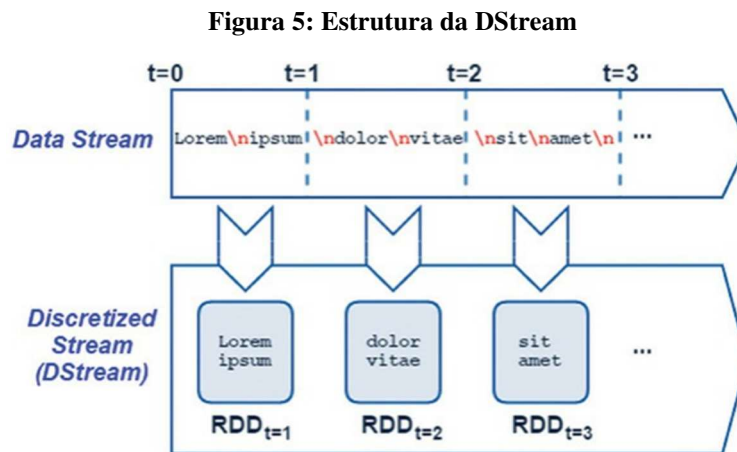 Figura 5: Estrutura da DStream
t=0 t=1 t=2 t=3
Data Stream Lorem\nipsum \ndolor\nvitae \nsit\namet\n ...
Discretized
Stream
(DStream)
Lorem
ipsum
dolor
vitae
sit
amet
...
RDDt=1 RDDt=2 RDDt=3